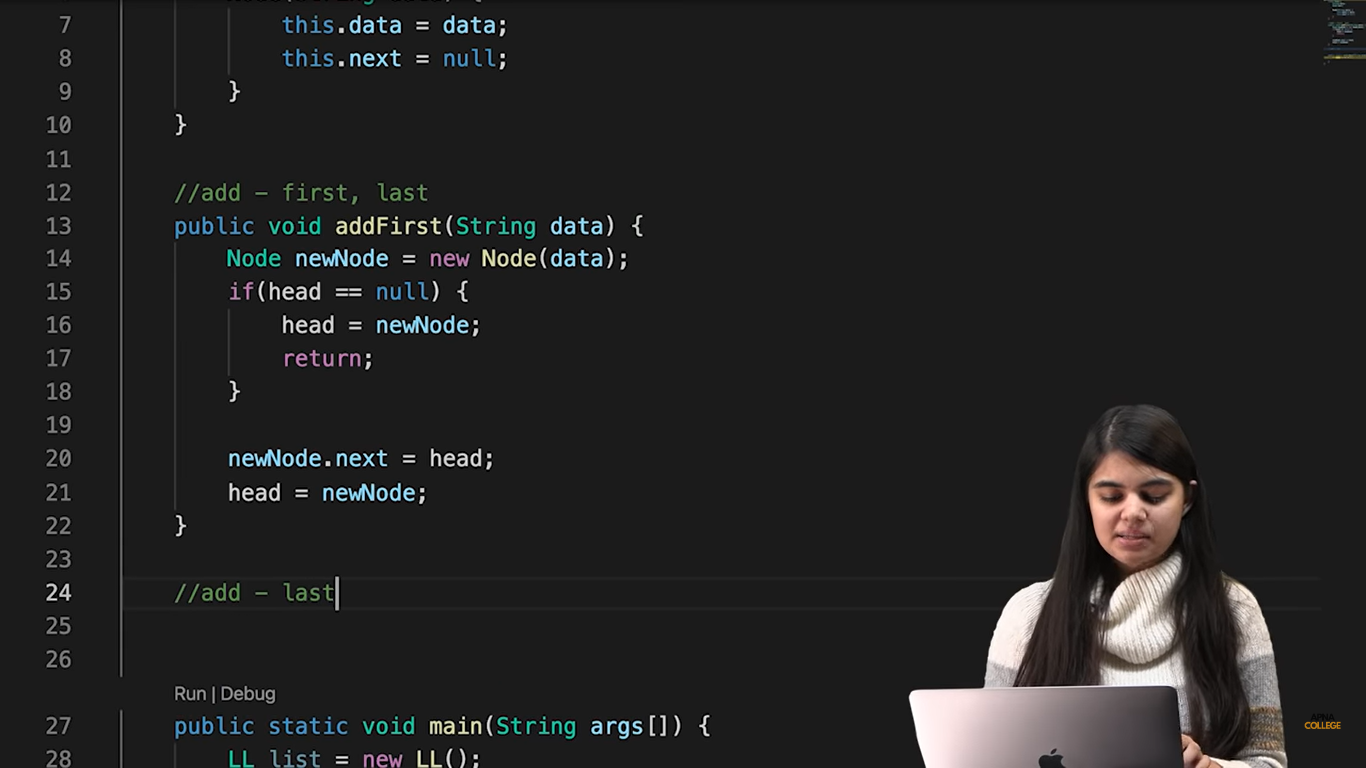 7 this.data = data;
8 this.next = null;
9 }
10 }
11
12 //add - first, last
13 public void addFirst(String data) {
14 Node newNode = new Node(data);
15 if(head == null) {
16 head = newNode;
17 return;
18 }
19
20 newNode.next = head;
21 head = newNode;
22 }
23
24 //add - last
25
26
Run | Debug
27 public static void main(String args[]) {
28 LL list = new LL();
COLLEGE